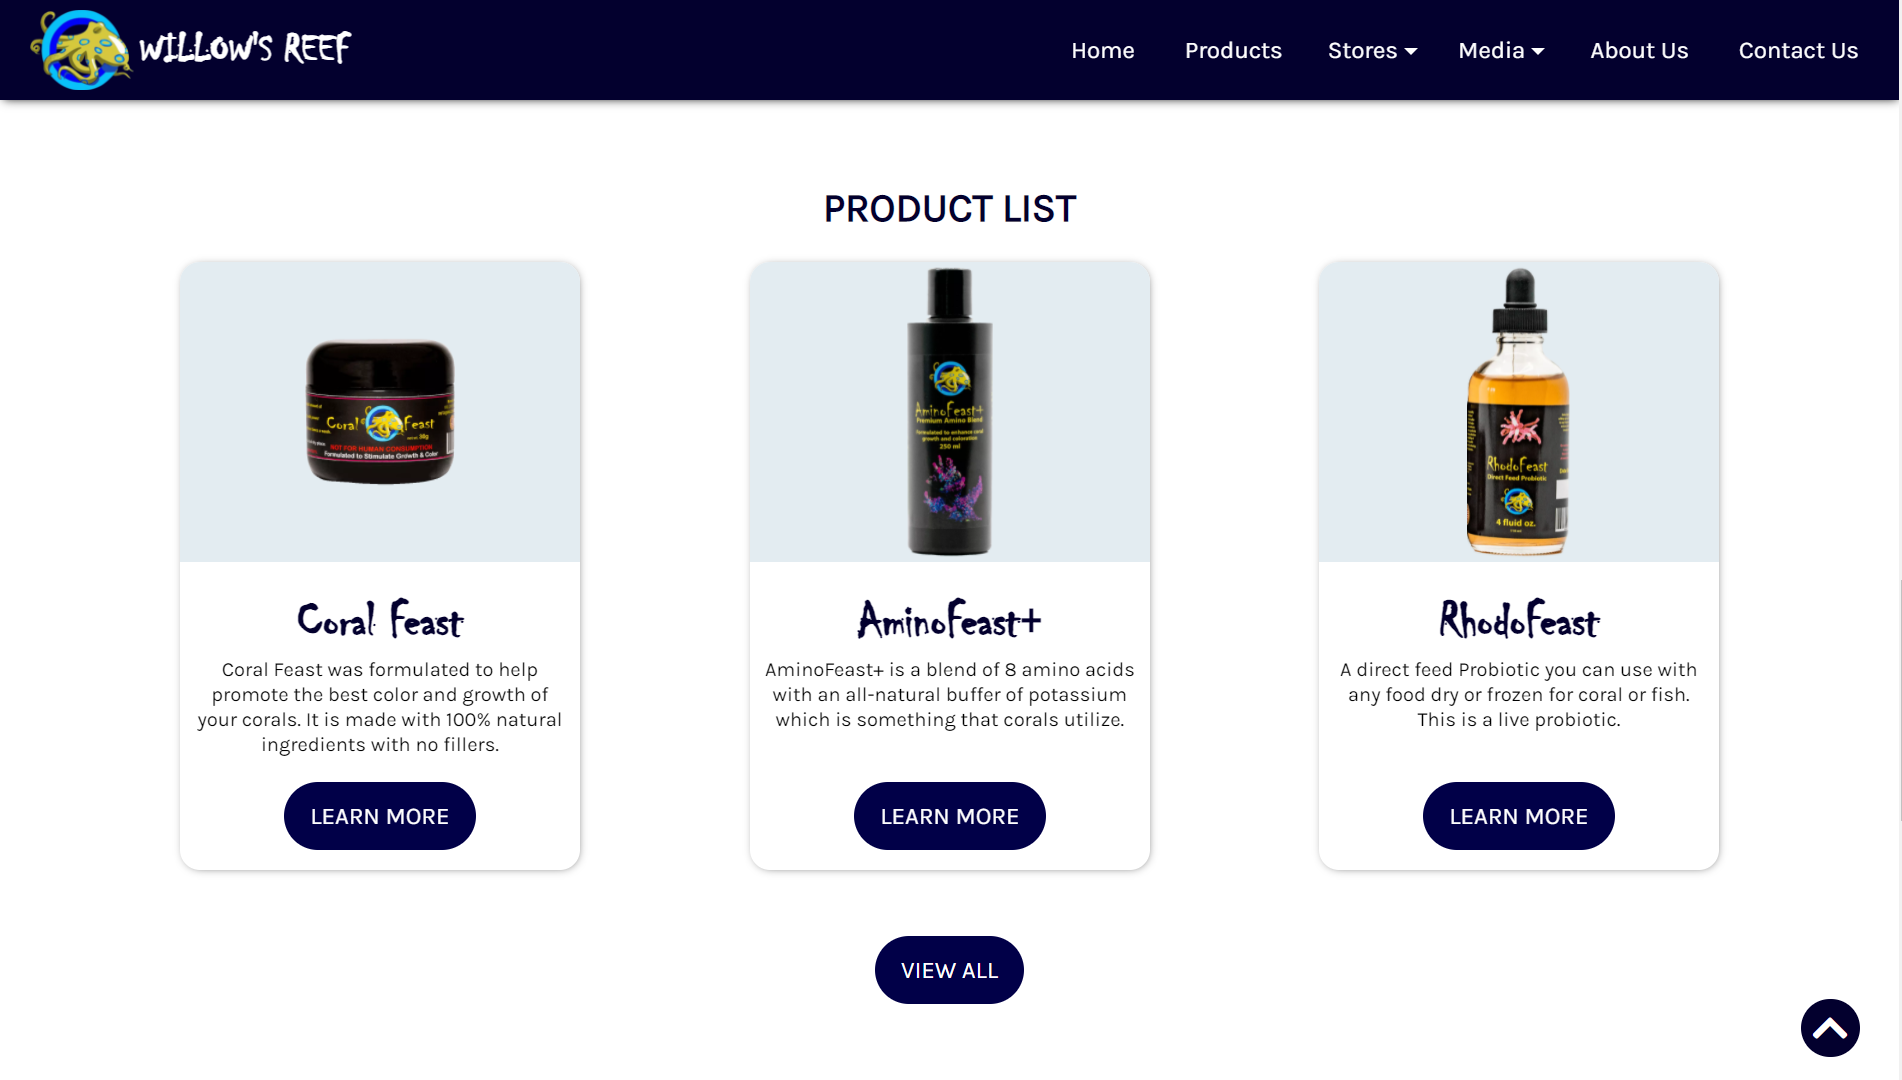 WILLOW'S REEF
Home Products Stores Media About Us Contact Us
PRODUCT LIST
Coral Feast
NOT FOR HUMAN CONSUMPTION
Formulated to Stimulate Growth & Color
AminoFeast+
Premium Amino Blend
Formulated to enhance coral
growth and coloration
250 ml
RhodoFeast
Direct Feed Probiotic
4 fluid oz.
Coral Feast
Coral Feast was formulated to help
promote the best color and growth of
your corals. It is made with 100% natural
ingredients with no fillers.
LEARN MORE
AminoFeast+
AminoFeast+ is a blend of 8 amino acids
with an all-natural buffer of potassium
which is something that corals utilize.
LEARN MORE
RhodoFeast
A direct feed Probiotic you can use with
any food dry or frozen for coral or fish.
This is a live probiotic.
LEARN MORE
VIEW ALL